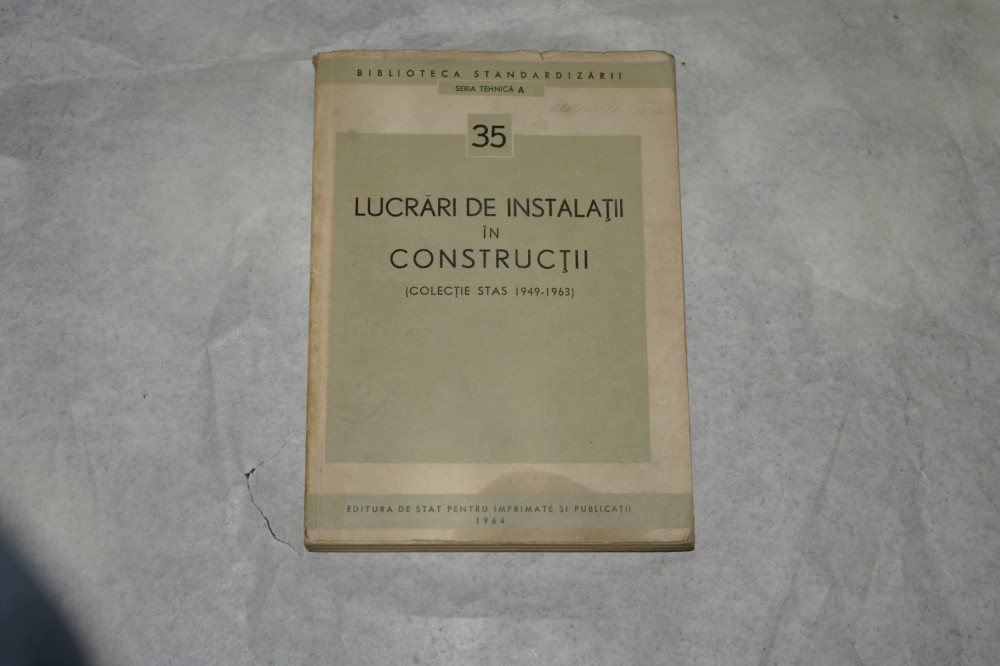 BIBLIOTECA STANDARDIZĂRII
SERIA TEHNICĂ A
35
LUCRĂRI DE INSTALAŢII
ÎN
CONSTRUCŢII
(COLECŢIE STAS 1949-1963)
EDITURA DE STAT PENTRU IMPRIMATE ŞI PUBLICAŢII
1964